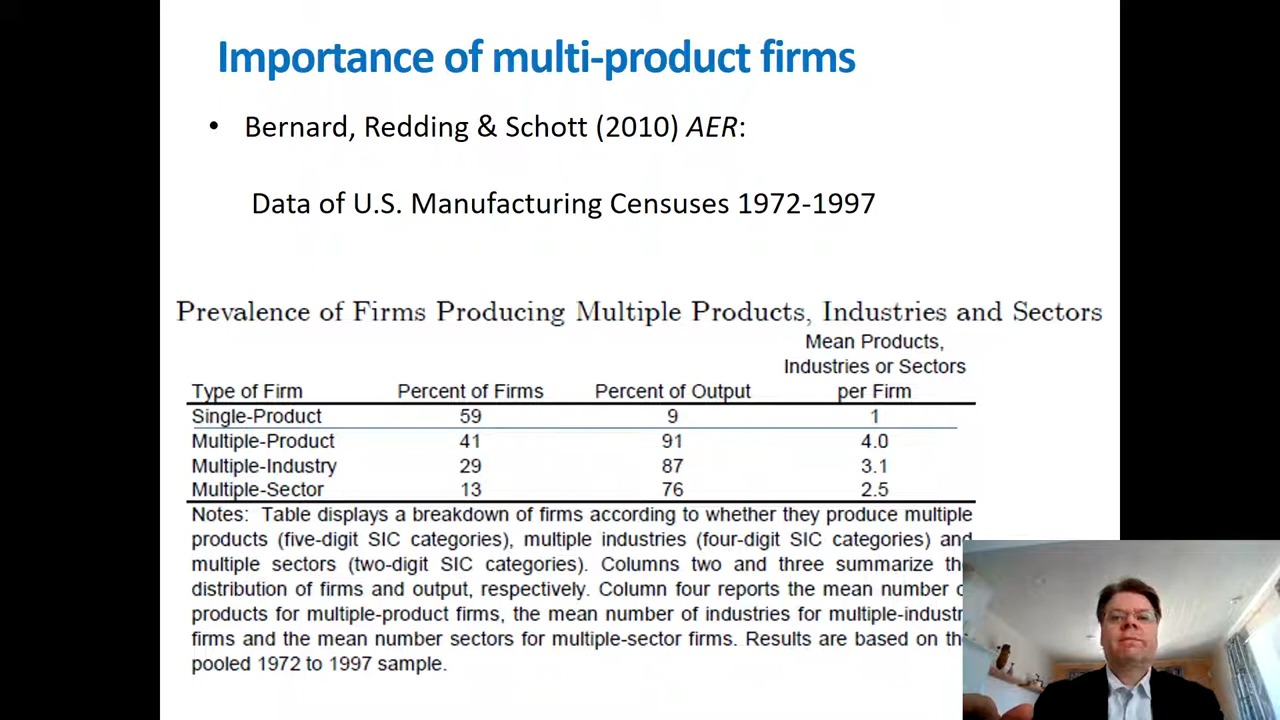 Importance of multi-product firms
• Bernard, Redding & Schott (2010) AER:
Data of U.S. Manufacturing Censuses 1972-1997
Prevalence of Firms Producing Multiple Products, Industries and Sectors
Mean Products,
Industries or Sectors
Type of Firm Percent of Firms Percent of Output per Firm
Single-Product 59 9 1
Multiple-Product 41 91 4.0
Multiple-Industry 29 87 3.1
Multiple-Sector 13 76 2.5
Notes: Table displays a breakdown of firms according to whether they produce multiple
products (five-digit SIC categories), multiple industries (four-digit SIC categories) and
multiple sectors (two-digit SIC categories). Columns two and three summarize
distribution of firms and output, respectively. Column four reports the mean number
products for multiple-product firms, the mean number of industries for
firms and the mean number sectors for multiple-sector firms. Results are based on
pooled 1972 to 1997 sample.